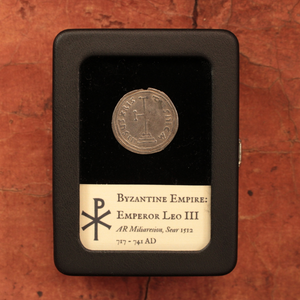 BYZANTINE EMPIRE:
EMPEROR LEO III
AR Miliaresion, Sear 1512
717 - 741 AD